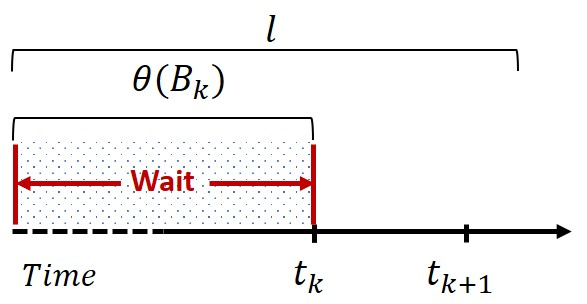 l
θ(B_k)
Wait
Time t_k t_{k+1}